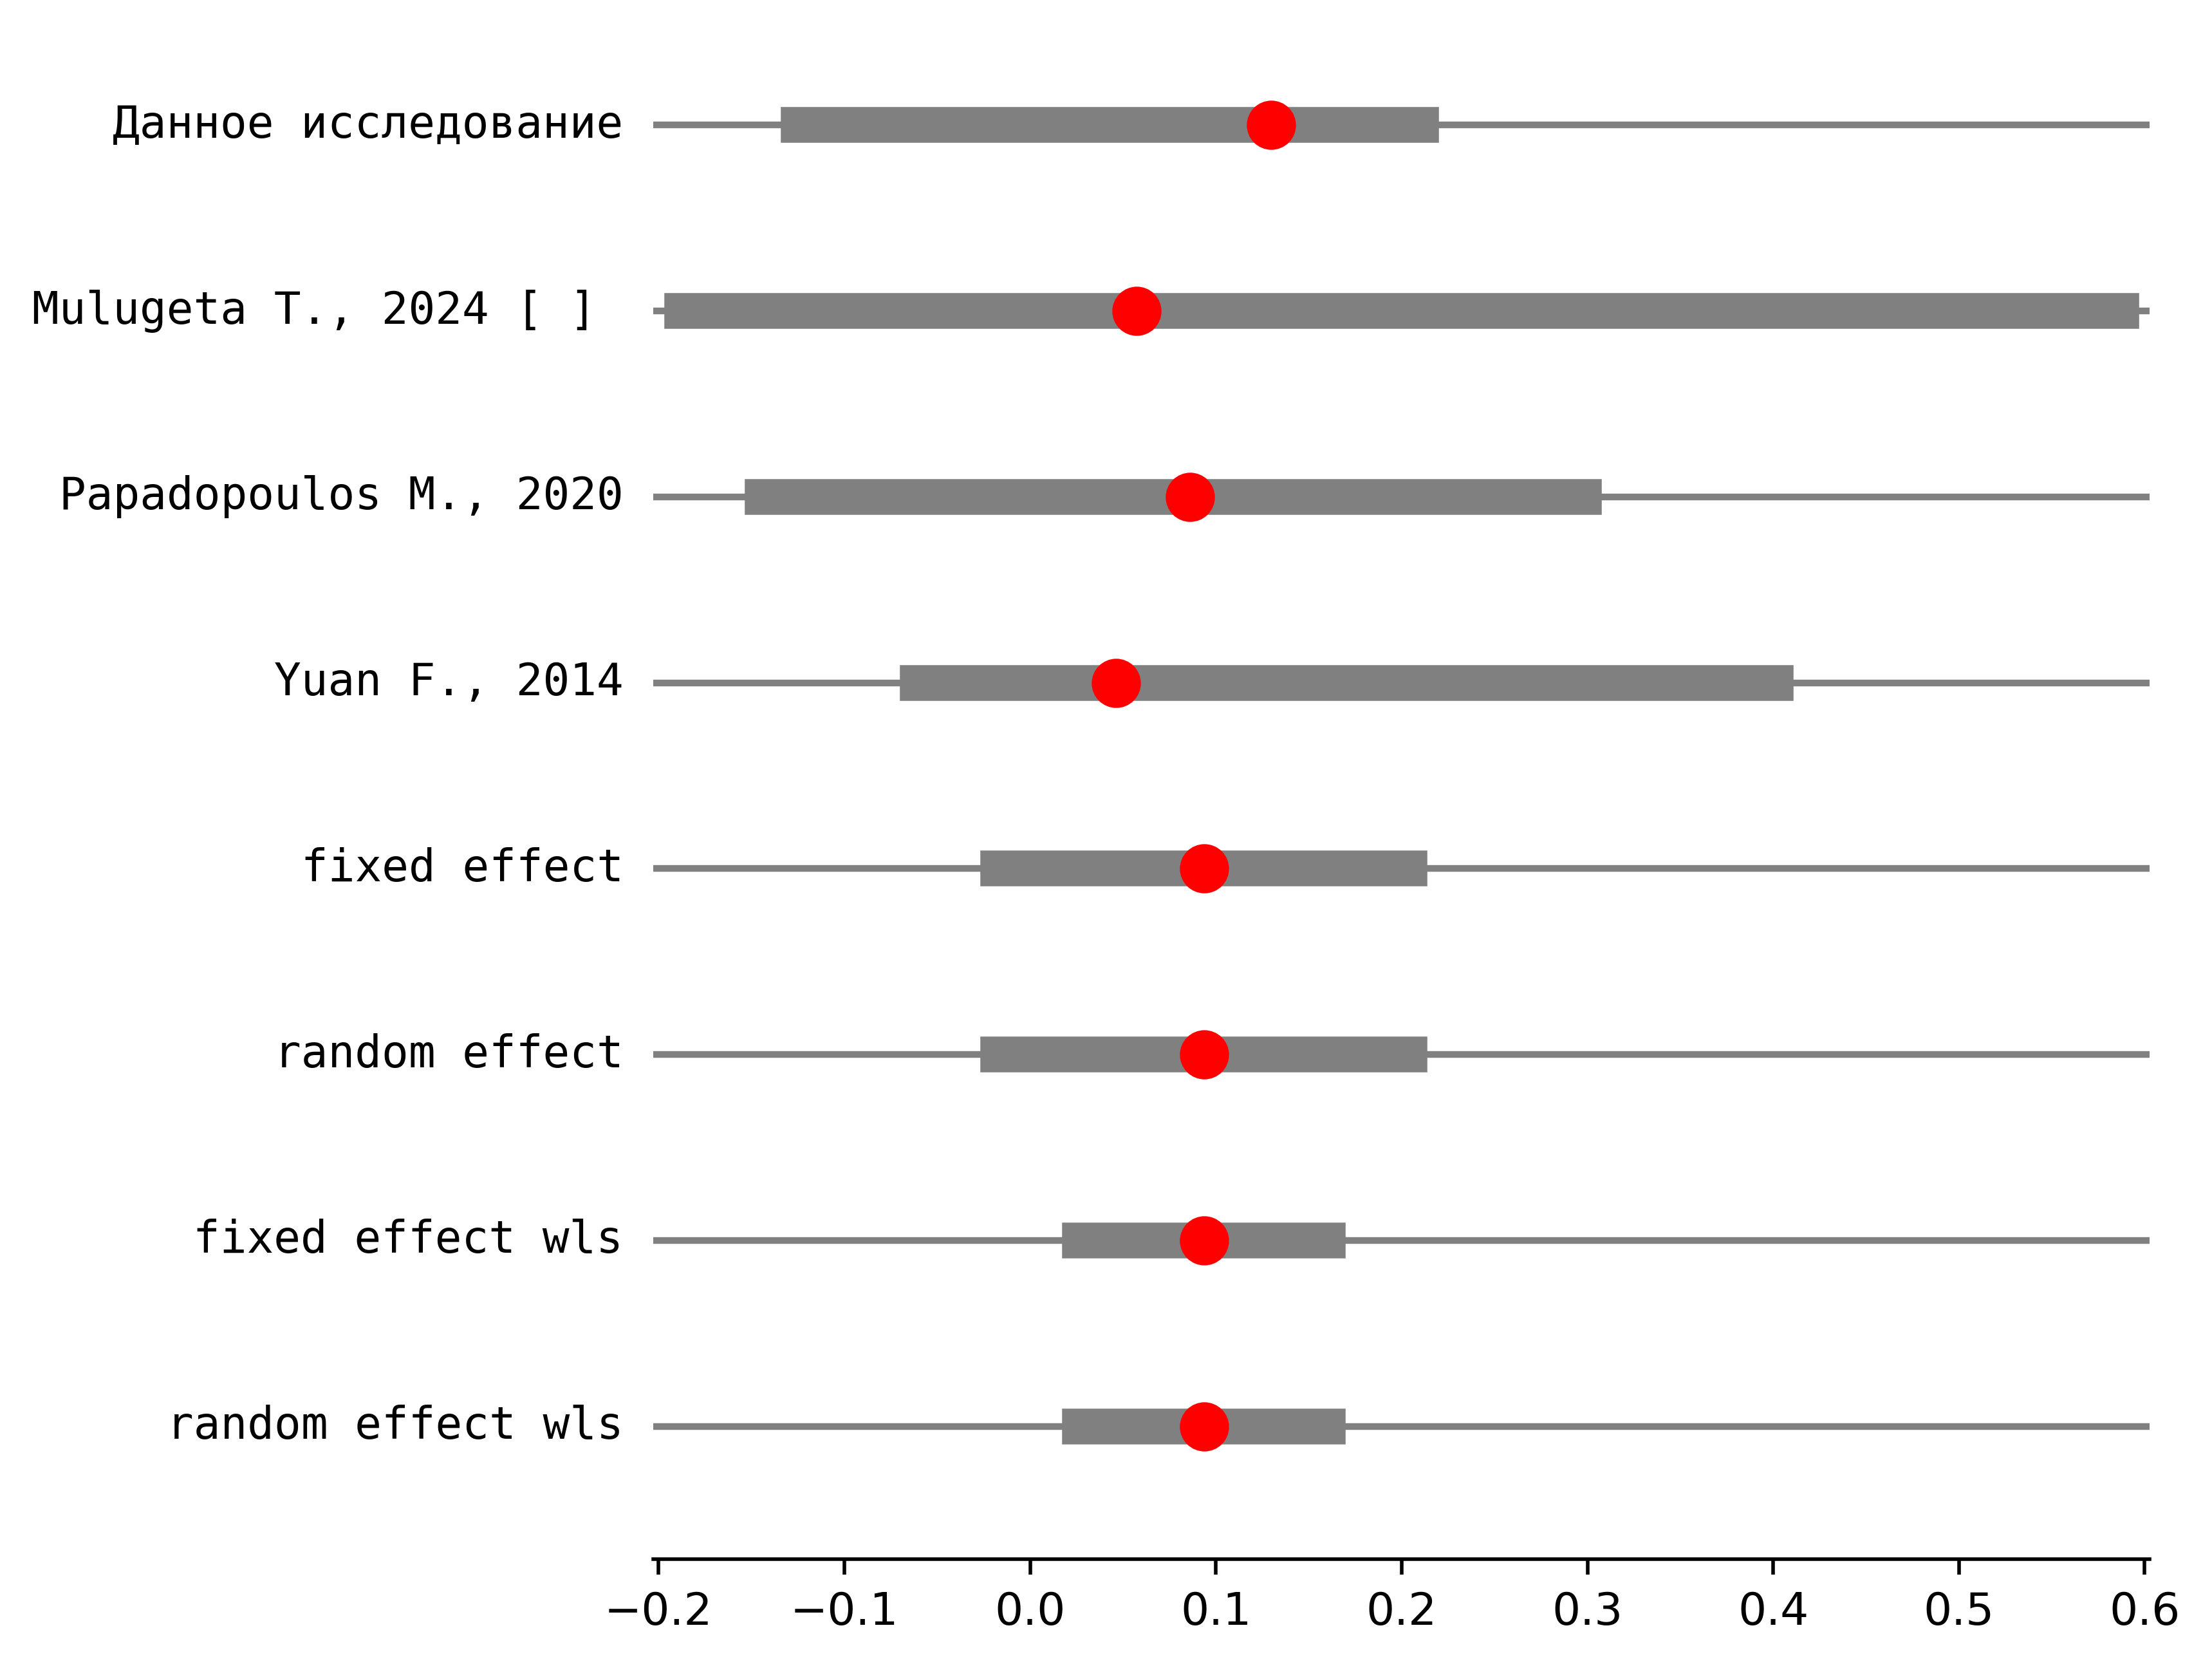 Данное исследование
Mulugeta T., 2024 [ ]
Papadopoulos M., 2020
Yuan F., 2014
fixed effect
random effect
fixed effect wls
random effect wls
−0.2 −0.1 0.0 0.1 0.2 0.3 0.4 0.5 0.6